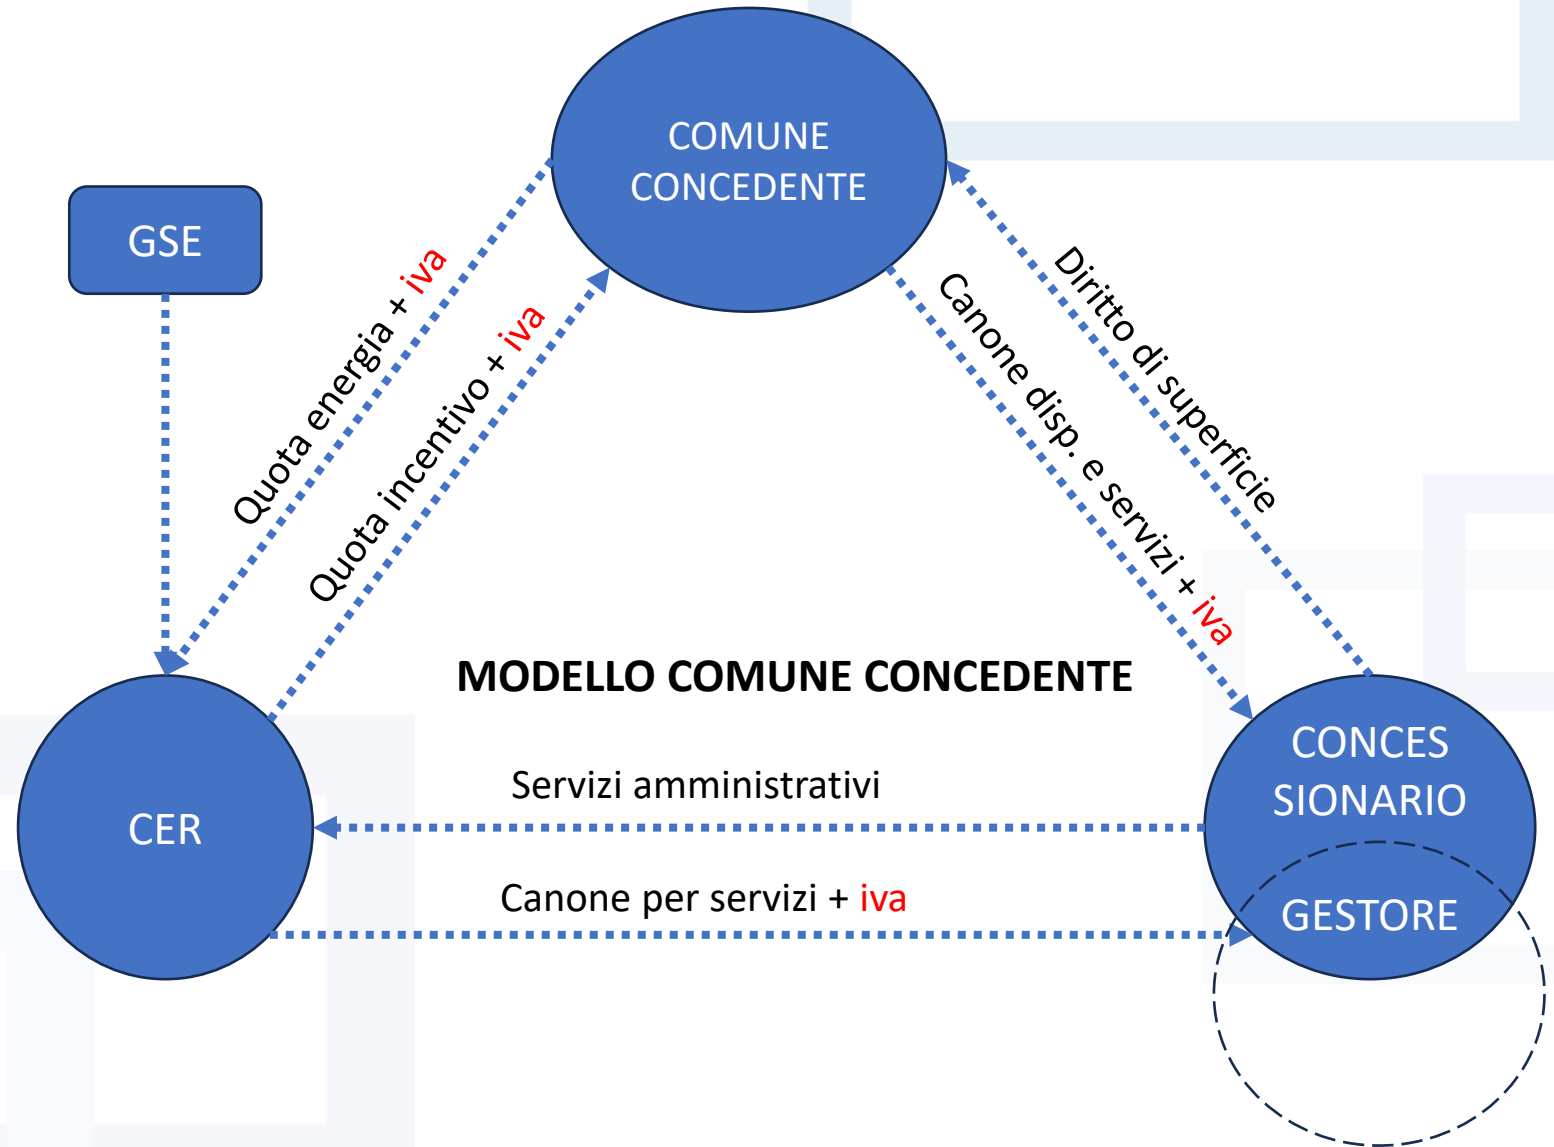 COMUNE
CONCEDENTE
GSE
Quota energia + iva
Quota incentivo + iva
Diritto di superficie
Canone disp. e servizi + iva
MODELLO COMUNE CONCEDENTE
CONCES
SIONARIO
Servizi amministrativi
CER
Canone per servizi + iva
GESTORE